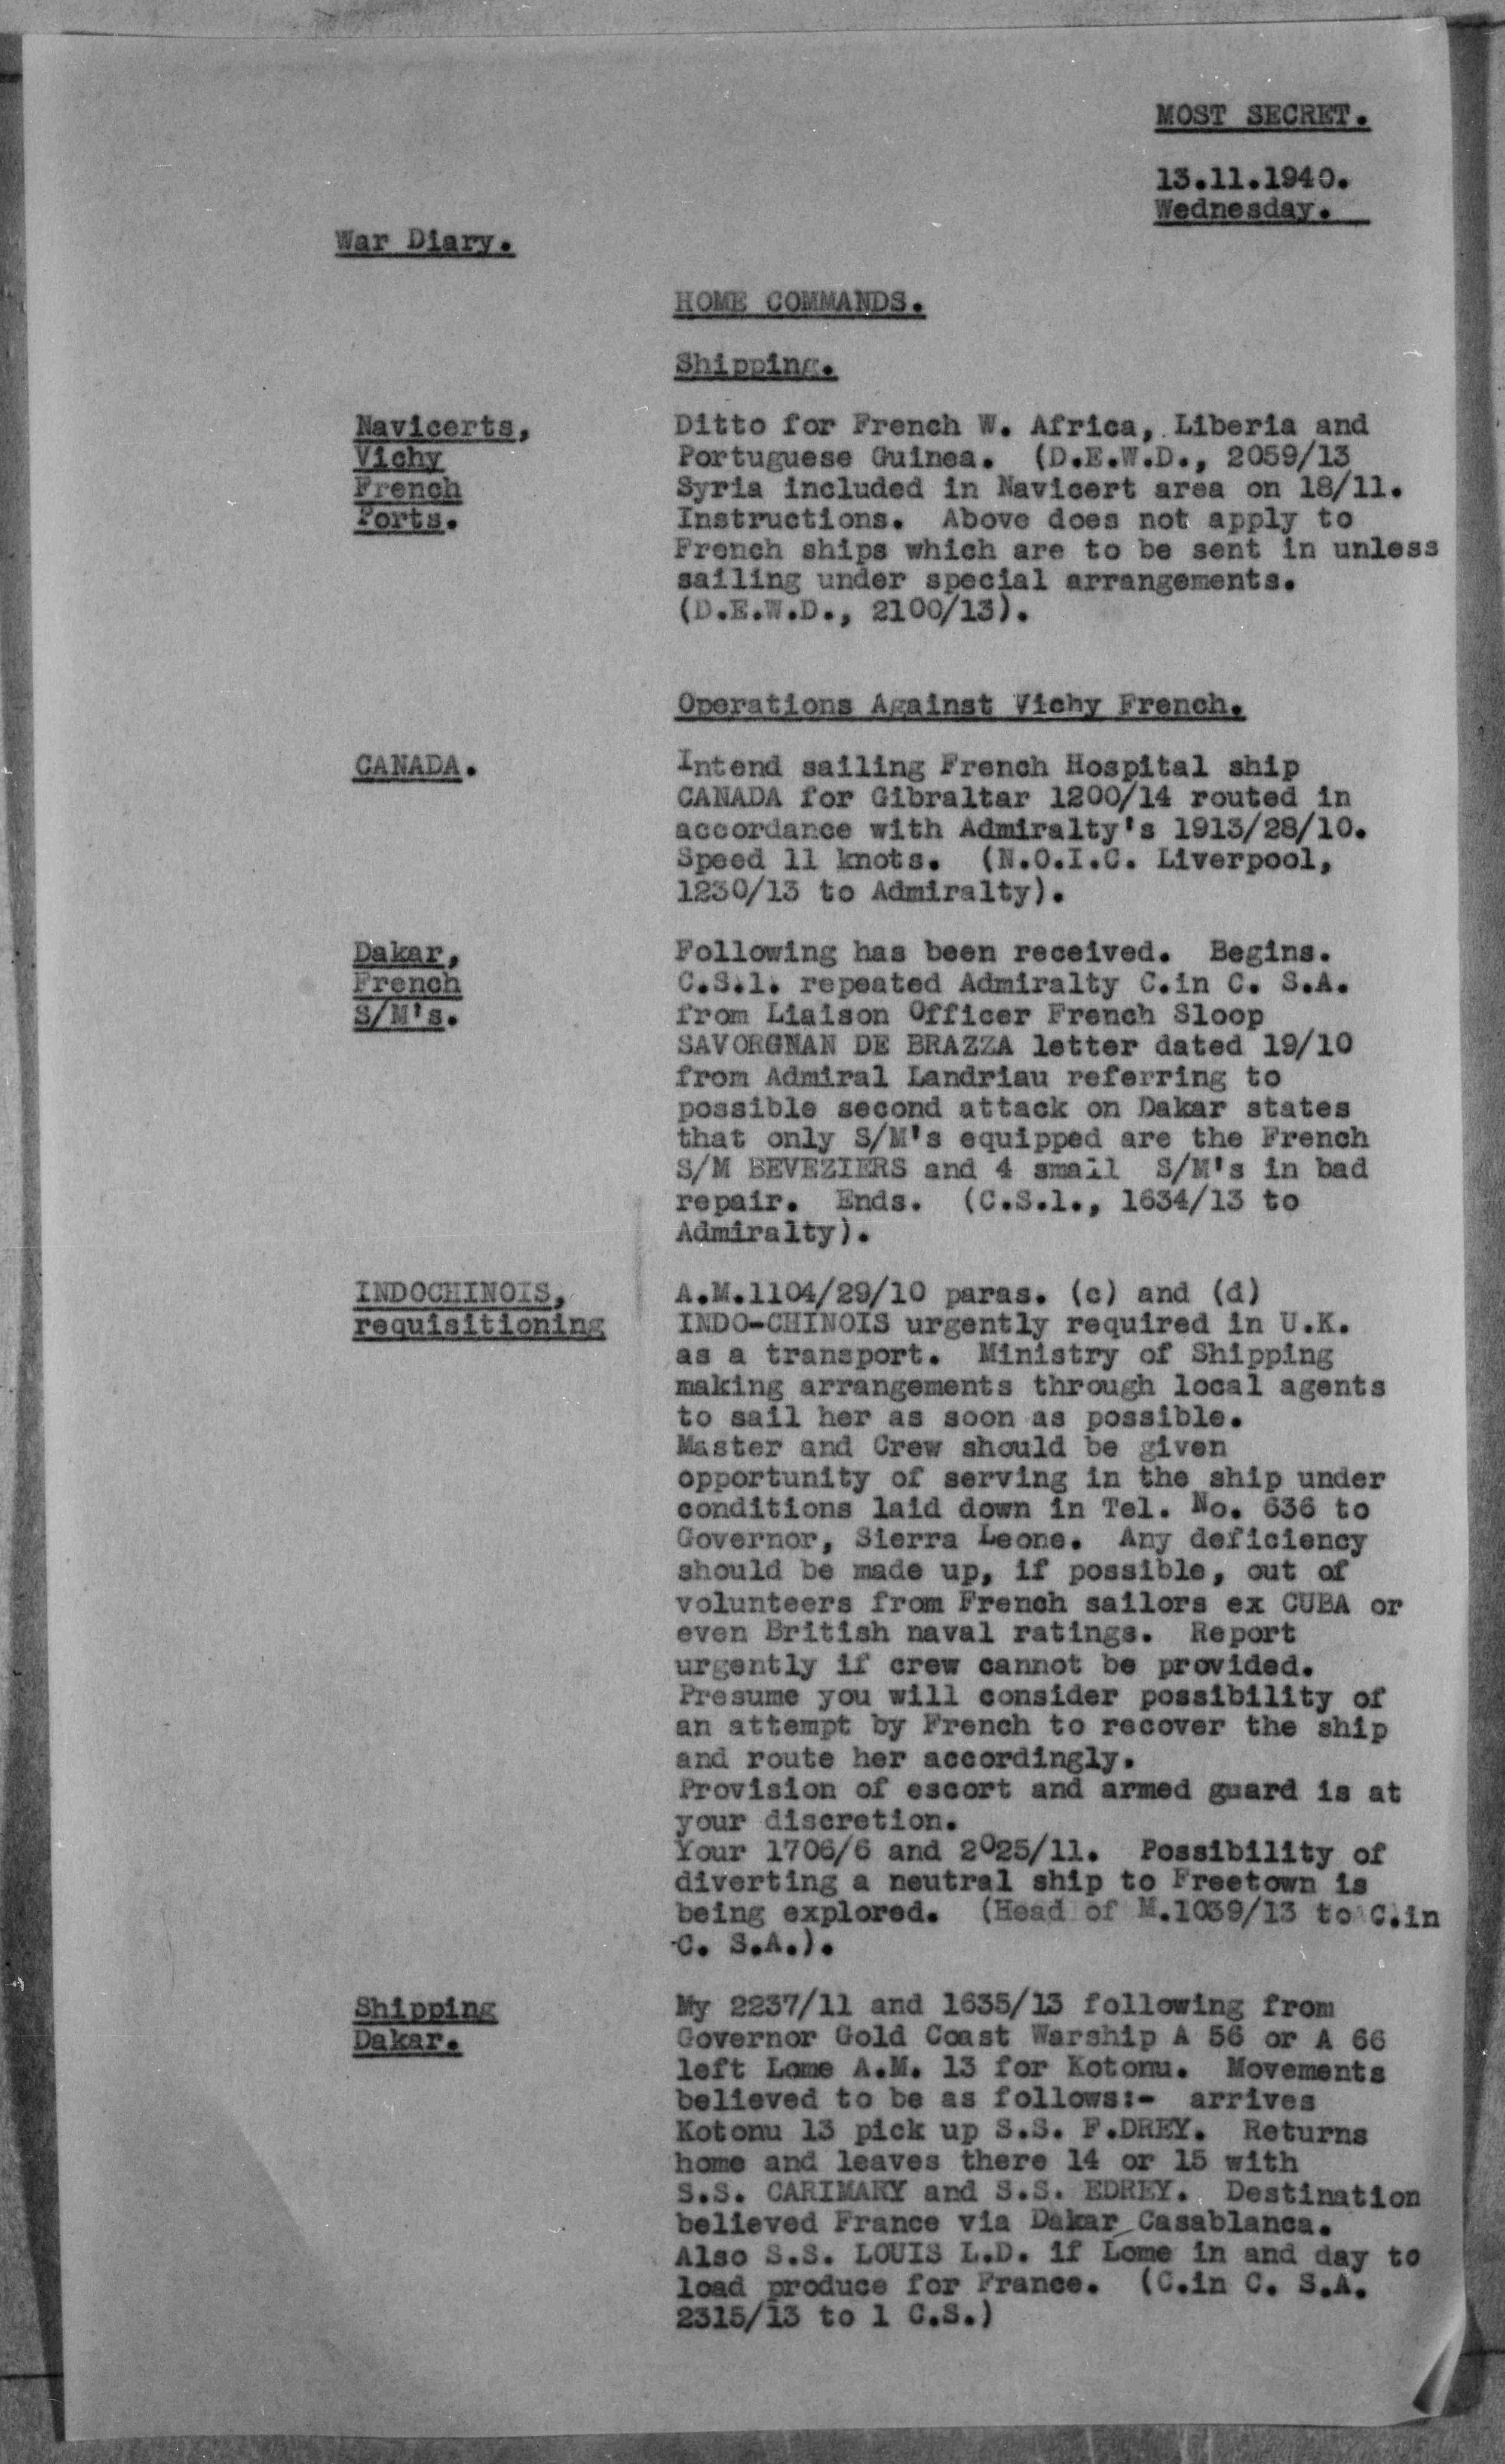 MOST SECRET.
13.11.1940.
Wednesday.
War Diary.
HOME COMMANDS.
Shipping.
Navicerts,
Vichy
French
Ports.
Ditto for French W. Africa, Liberia and
Portuguese Guinea. (D.E.W.D., 2059/13
Syria included in Navicert area on 18/11.
Instructions. Above does not apply to
French ships which are to be sent in unless
sailing under special arrangements.
(D.E.W.D., 2100/13).
Operations Against Vichy French.
CANADA.
Intend sailing French Hospital ship
CANADA for Gibraltar 1200/14 routed in
accordance with Admiralty's 1913/28/10.
Speed 11 knots. (N.O.I.C. Liverpool,
1230/13 to Admiralty).
Dakar,
French
S/M's.
Following has been received. Begins.
C.S.1. repeated Admiralty C.in C. S.A.
from Liaison Officer French Sloop
SAVORGNAN DE BRAZZA letter dated 19/10
from Admiral Landriau referring to
possible second attack on Dakar states
that only S/M's equipped are the French
S/M BEVEZIERS and 4 small S/M's in bad
repair. Ends. (C.S.1., 1634/13 to
Admiralty).
INDOCHINOIS,
requisitioning
A.M.1104/29/10 paras. (c) and (d)
INDO-CHINOIS urgently required in U.K.
as a transport. Ministry of Shipping
making arrangements through local agents
to sail her as soon as possible.
Master and Crew should be given
opportunity of serving in the ship under
conditions laid down in Tel. No. 636 to
Governor, Sierra Leone. Any deficiency
should be made up, if possible, out of
volunteers from French sailors ex CUBA or
even British naval ratings. Report
urgently if crew cannot be provided.
Presume you will consider possibility of
an attempt by French to recover the ship
and route her accordingly.
Provision of escort and armed guard is at
your discretion.
Your 1706/6 and 2025/11. Possibility of
diverting a neutral ship to Freetown is
being explored. (Head of M.1039/13 to C.in
C. S.A.).
Shipping
Dakar.
My 2237/11 and 1635/13 following from
Governor Gold Coast Warship A 56 or A 66
left Lome A.M. 13 for Kotonu. Movements
believed to be as follows:- arrives
Kotonu 13 pick up S.S. F.DREY. Returns
home and leaves there 14 or 15 with
S.S. CARIMARY and S.S. EDREY. Destination
believed France via Dakar Casablanca.
Also S.S. LOUIS L.D. if Lome in and day to
load produce for France. (C.in C. S.A.
2315/13 to 1 C.S.)